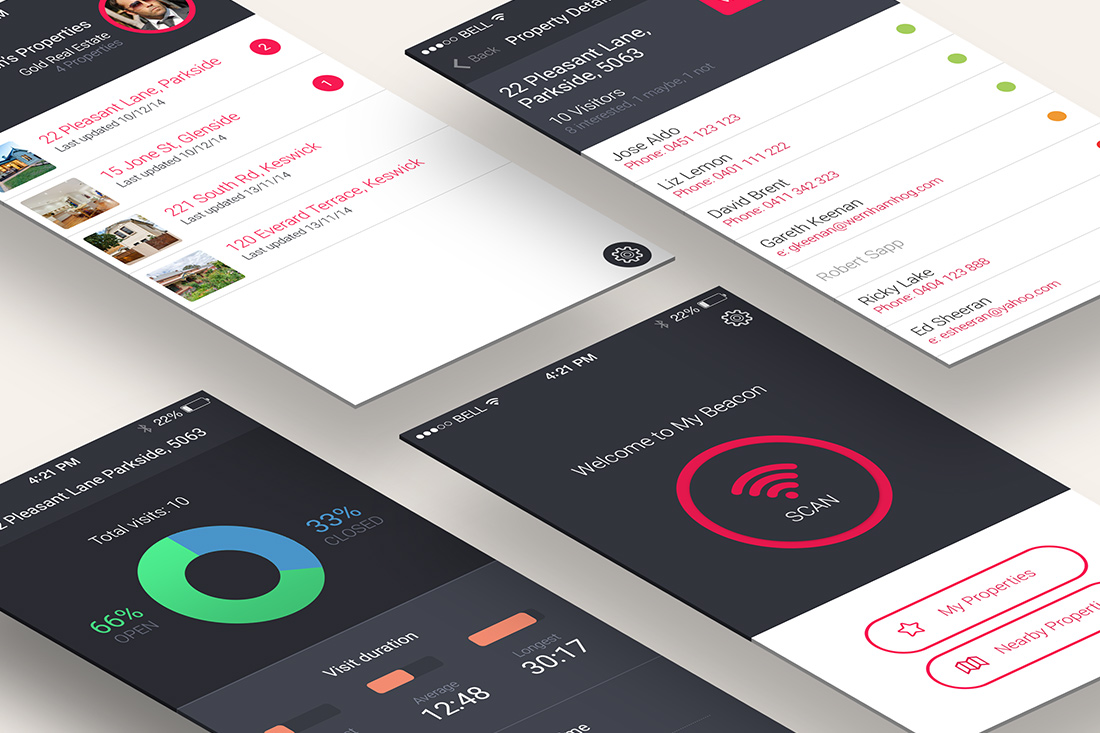 Properties
Gold Real Estate
4 Properties
22 Pleasant Lane, Parkside
Last updated 10/12/14
2
15 Jone St, Glenside
Last updated 10/12/14
1
221 South Rd, Keswick
Last updated 13/11/14
120 Everard Terrace, Keswick
Last updated 13/11/14
BELL
Back
Property
22 Pleasant Lane,
Parkside, 5063
10 Visitors
8 interested, 1 maybe, 1 not
Jose Aldo
Phone: 0451 123 123
Liz Lemon
Phone: 0401 111 222
David Brent
Phone: 0411 342 323
Gareth Keenan
e: gkeenan@wernhamhog.com
Robert Sapp
Ricky Lake
Phone: 0404 123 888
Ed Sheeran
e: esheeran@yahoo.com
4:21 PM 22%
Pleasant Lane Parkside, 5063
Total visits: 10
33%
CLOSED
66%
OPEN
Visit duration
Average
12:48
Longest
30:17
BELL 4:21 PM 22%
Welcome to My Beacon
SCAN
My Properties
Nearby